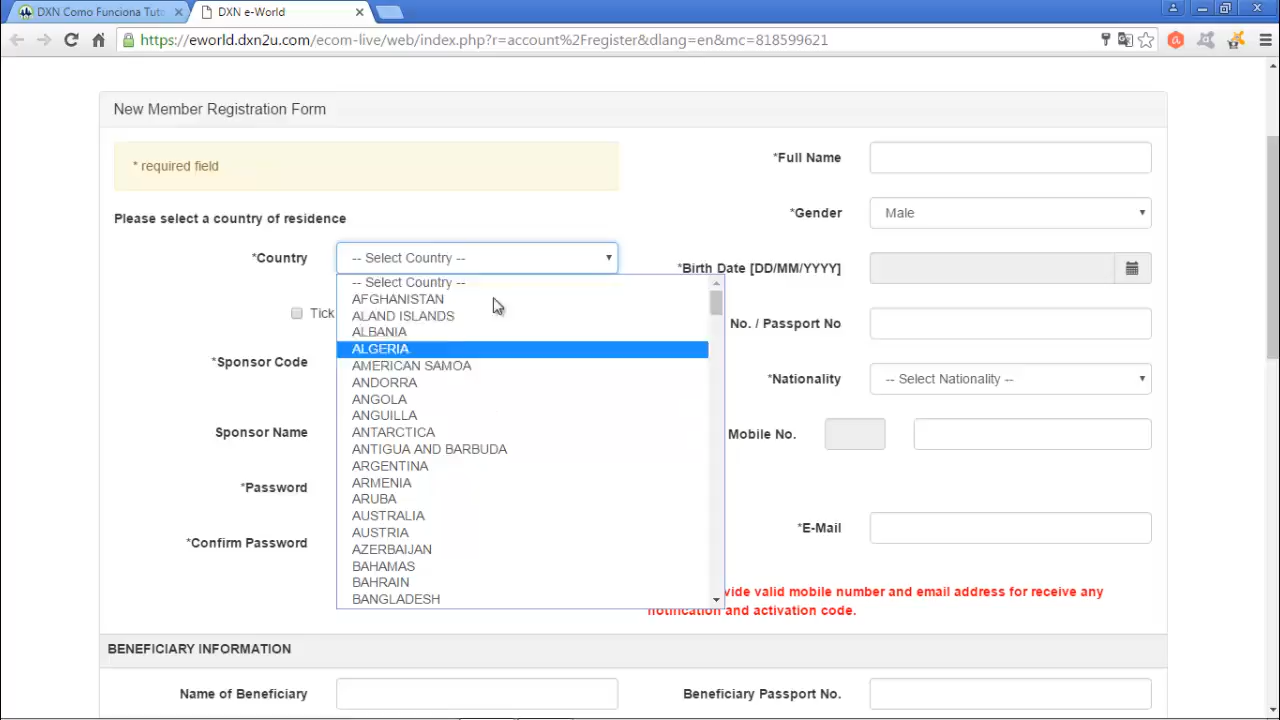 DXN Como Funciona Tuto
DXN e-World
https://eworld.dxn2u.com/ecom-live/web/index.php?r=account%2Fregister&dlang=en&mc=818599621
New Member Registration Form
* required field
Please select a country of residence
*Country
-- Select Country --
-- Select Country --
AFGHANISTAN
ALAND ISLANDS
ALBANIA
ALGERIA
AMERICAN SAMOA
ANDORRA
ANGOLA
ANGUILLA
ANTARCTICA
ANTIGUA AND BARBUDA
ARGENTINA
ARMENIA
ARUBA
AUSTRALIA
AUSTRIA
AZERBAIJAN
BAHAMAS
BAHRAIN
BANGLADESH
Tick
*Sponsor Code
Sponsor Name
*Password
*Confirm Password
*Full Name
*Gender
Male
*Birth Date [DD/MM/YYYY]
No. / Passport No
*Nationality
-- Select Nationality --
Mobile No.
*E-Mail
vide valid mobile number and email address for receive any
notification and activation code.
BENEFICIARY INFORMATION
Name of Beneficiary
Beneficiary Passport No.